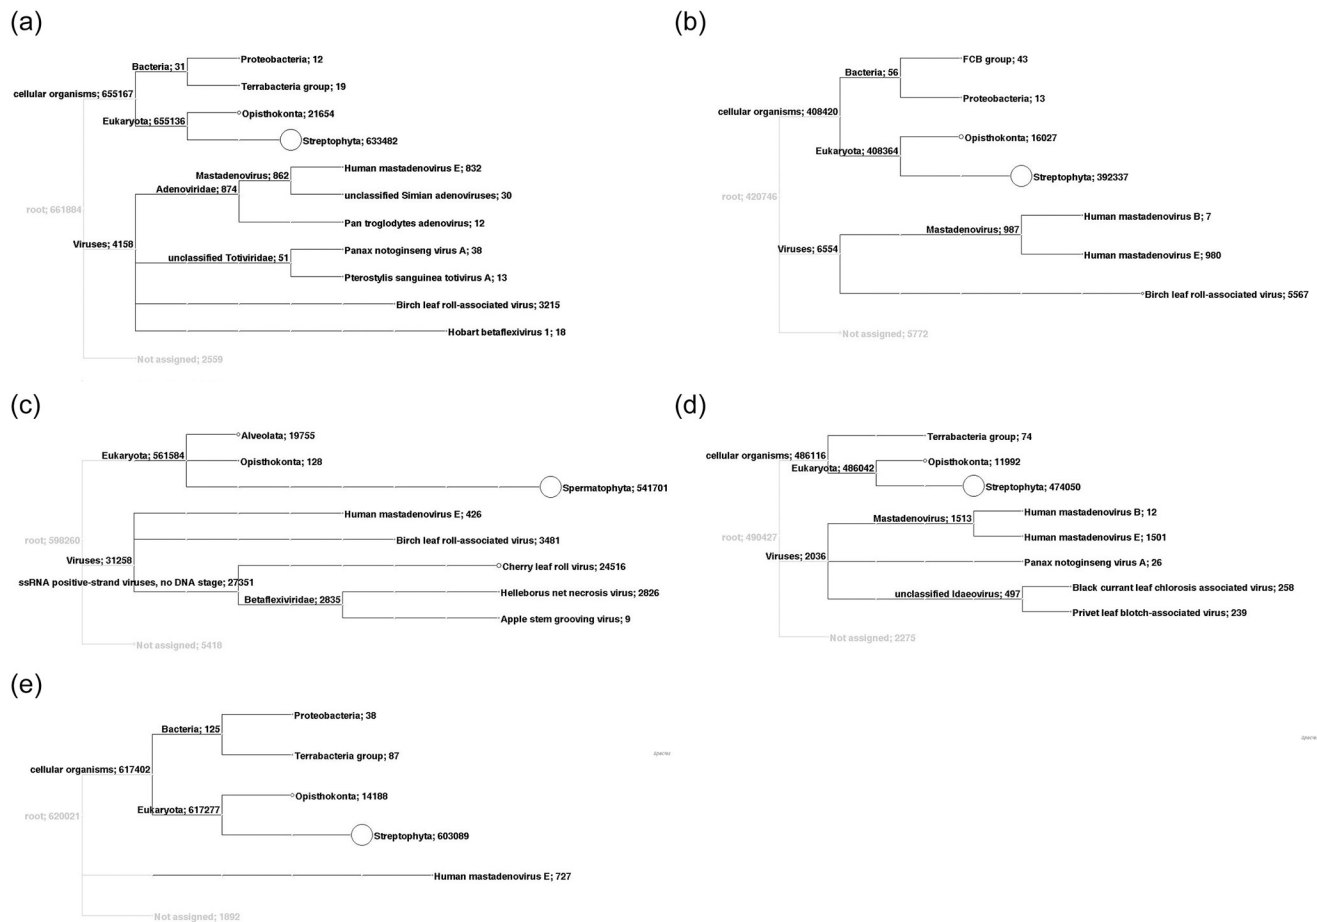 (a)
Proteobacteria; 12
Bacteria; 31
Terrabacteria group; 19
cellular organisms; 655167
Opisthokonta; 21654
Eukaryota; 655136
Streptophyta; 633482
Human mastadenovirus E; 832
Mastadenovirus; 862
Adenoviridae; 874
unclassified Simian adenoviruses; 30
root; 661884
Pan troglodytes adenovirus; 12
Viruses; 4158
Panax notoginseng virus A; 38
unclassified Totiviridae; 51
Pterostylis sanguinea totivirus A; 13
Birch leaf roll-associated virus; 3215
Hobart betaflexivirus 1; 18
Not assigned; 2559
(b)
FCB group; 43
Bacteria; 56
Proteobacteria; 13
cellular organisms; 408420
Opisthokonta; 16027
Eukaryota; 408364
Streptophyta; 392337
root; 420746
Human mastadenovirus B; 7
Mastadenovirus; 987
Viruses; 6554
Human mastadenovirus E; 980
Birch leaf roll-associated virus; 5567
Not assigned; 5772
(c)
Alveolata; 19755
Eukaryota; 561584
Opisthokonta; 128
Spermatophyta; 541701
Human mastadenovirus E; 426
root; 598260
Birch leaf roll-associated virus; 3481
Viruses; 31258
Cherry leaf roll virus; 24516
ssRNA positive-strand viruses, no DNA stage; 27351
Helleborus net necrosis virus; 2826
Betaflexiviridae; 2835
Apple stem grooving virus; 9
Not assigned; 5418
(d)
Terrabacteria group; 74
cellular organisms; 486116
Opisthokonta; 11992
Eukaryota; 486042
Streptophyta; 474050
Human mastadenovirus B; 12
Mastadenovirus; 1513
root; 490427
Human mastadenovirus E; 1501
Viruses; 2036
Panax notoginseng virus A; 26
Black currant leaf chlorosis associated virus; 258
unclassified Idaeovirus; 497
Privet leaf blotch-associated virus; 239
Not assigned; 2275
(e)
Proteobacteria; 38
Bacteria; 125
Terrabacteria group; 87
cellular organisms; 617402
Opisthokonta; 14188
Eukaryota; 617277
root; 620021
Streptophyta; 603089
Human mastadenovirus E; 727
Not assigned; 1892